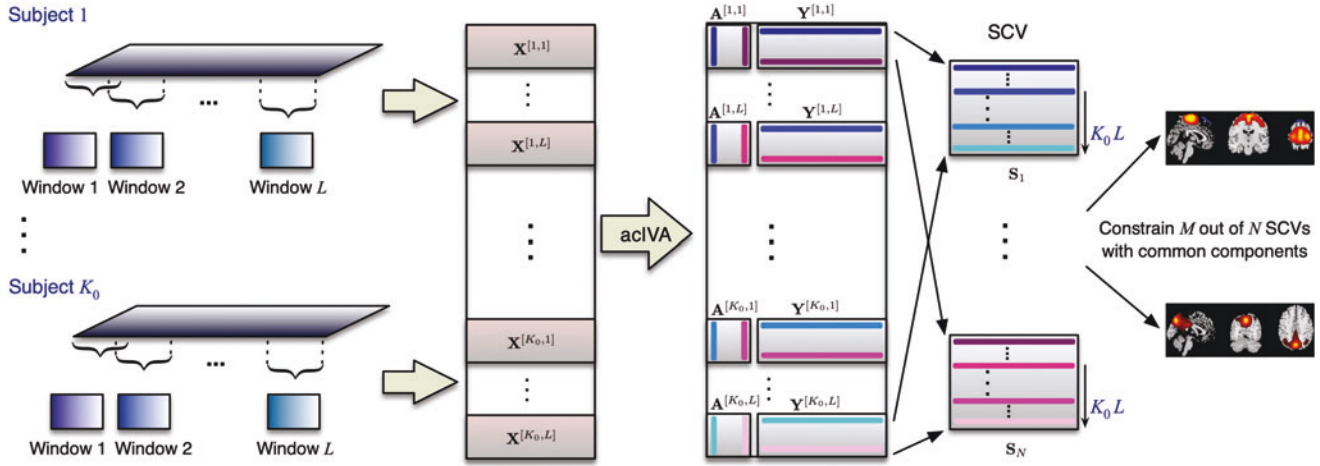 Subject 1
...
Window 1
Window 2
Window L
⋮
Subject K₀
...
Window 1
Window 2
Window L
X^[1,1]
⋮
X^[1,L]
⋮
X^[K₀,1]
⋮
X^[K₀,L]
acIVA
A^[1,1]
Y^[1,1]
⋮
A^[1,L]
Y^[1,L]
⋮
A^[K₀,1]
Y^[K₀,1]
⋮
A^[K₀,L]
Y^[K₀,L]
SCV
⋮
K₀L
S₁
⋮
K₀L
S_N
⋮
Constrain M out of N SCVs
with common components
⋮